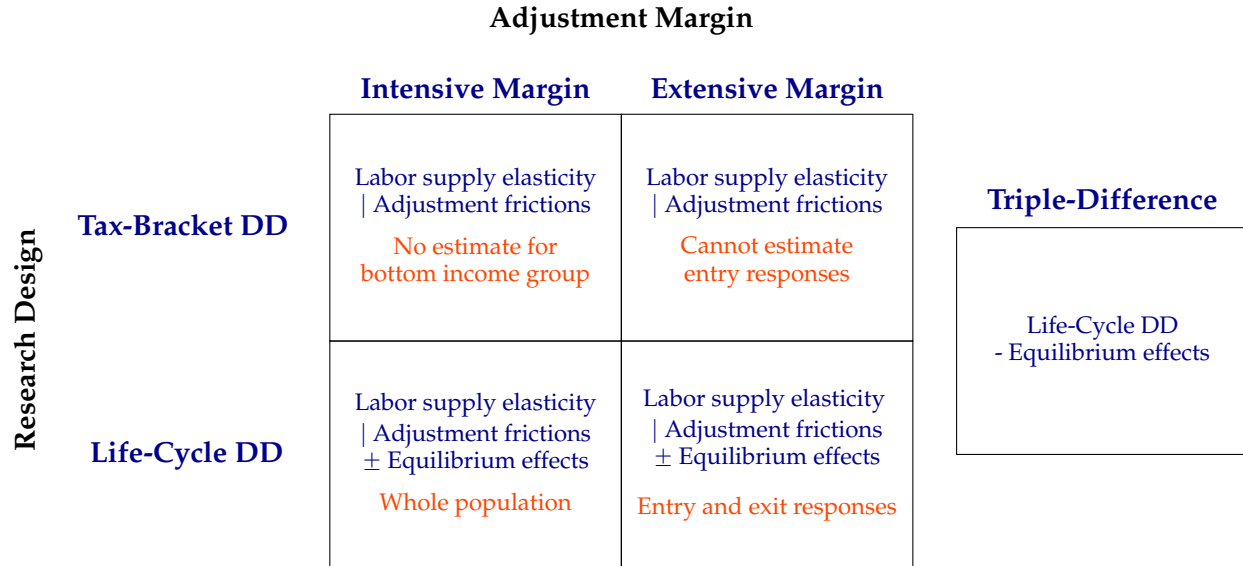 Adjustment Margin
Intensive Margin
Extensive Margin
Research Design
Tax-Bracket DD
Labor supply elasticity
| Adjustment frictions
No estimate for
bottom income group
Labor supply elasticity
| Adjustment frictions
Cannot estimate
entry responses
Life-Cycle DD
Labor supply elasticity
| Adjustment frictions
± Equilibrium effects
Whole population
Labor supply elasticity
| Adjustment frictions
± Equilibrium effects
Entry and exit responses
Triple-Difference
Life-Cycle DD
- Equilibrium effects